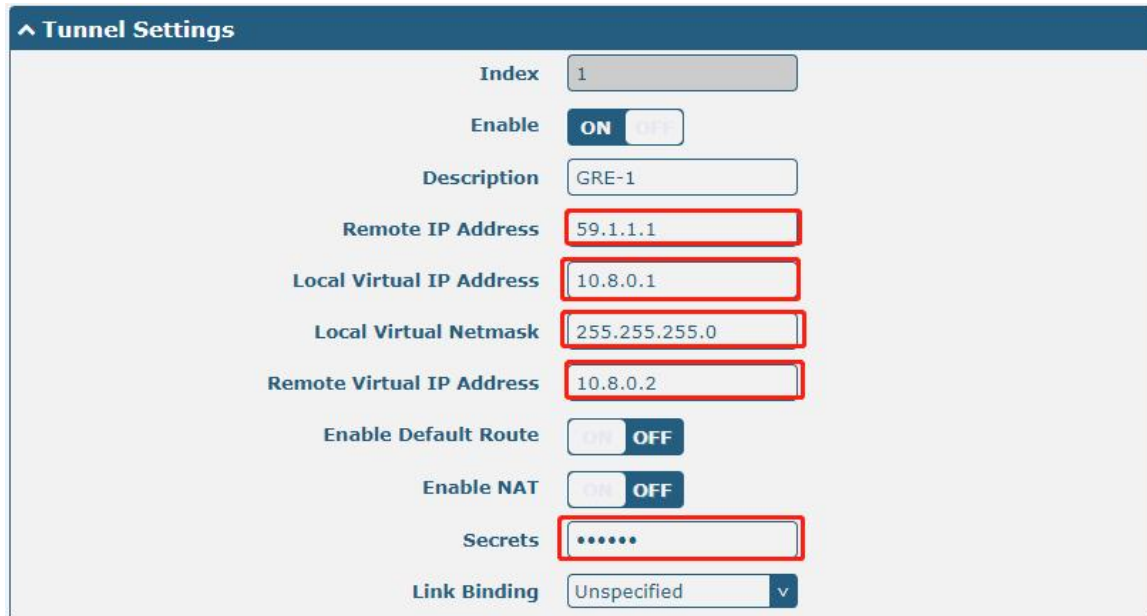 Tunnel Settings
Index 1
Enable ON OFF
Description GRE-1
Remote IP Address 59.1.1.1
Local Virtual IP Address 10.8.0.1
Local Virtual Netmask 255.255.255.0
Remote Virtual IP Address 10.8.0.2
Enable Default Route ON OFF
Enable NAT ON OFF
Secrets ••••••
Link Binding Unspecified v